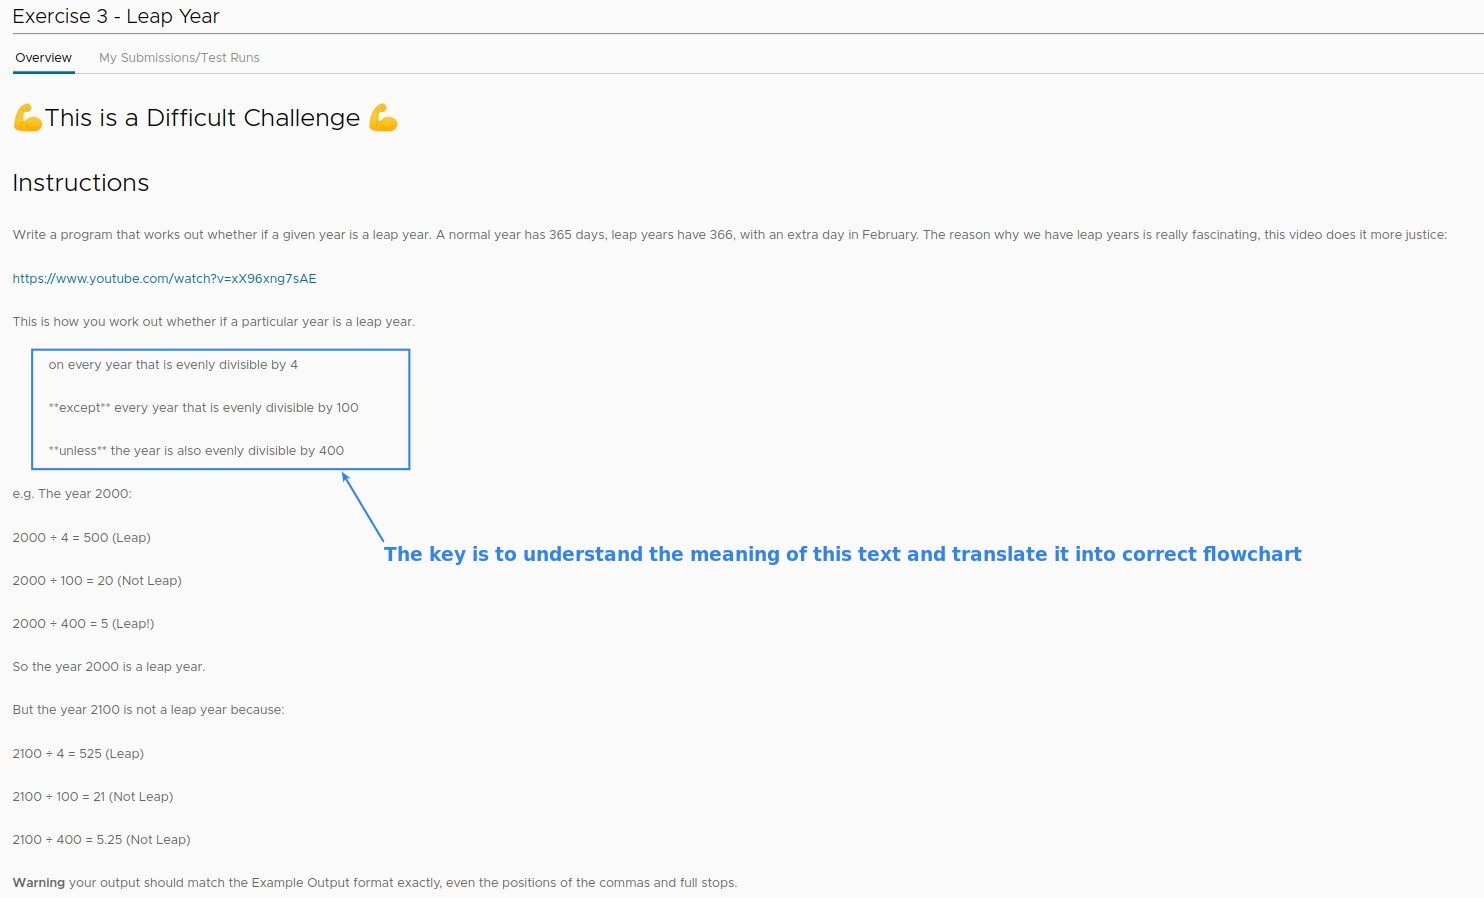 Exercise 3 - Leap Year
Overview My Submissions/Test Runs
💪This is a Difficult Challenge 💪
Instructions
Write a program that works out whether if a given year is a leap year. A normal year has 365 days, leap years have 366, with an extra day in February. The reason why we have leap years is really fascinating, this video does it more justice:
https://www.youtube.com/watch?v=xX96xng7sAE
This is how you work out whether if a particular year is a leap year.
on every year that is evenly divisible by 4
**except** every year that is evenly divisible by 100
**unless** the year is also evenly divisible by 400
e.g. The year 2000:
2000 ÷ 4 = 500 (Leap)
The key is to understand the meaning of this text and translate it into correct flowchart
2000 ÷ 100 = 20 (Not Leap)
2000 ÷ 400 = 5 (Leap!)
So the year 2000 is a leap year.
But the year 2100 is not a leap year because:
2100 ÷ 4 = 525 (Leap)
2100 ÷ 100 = 21 (Not Leap)
2100 ÷ 400 = 5.25 (Not Leap)
Warning your output should match the Example Output format exactly, even the positions of the commas and full stops.